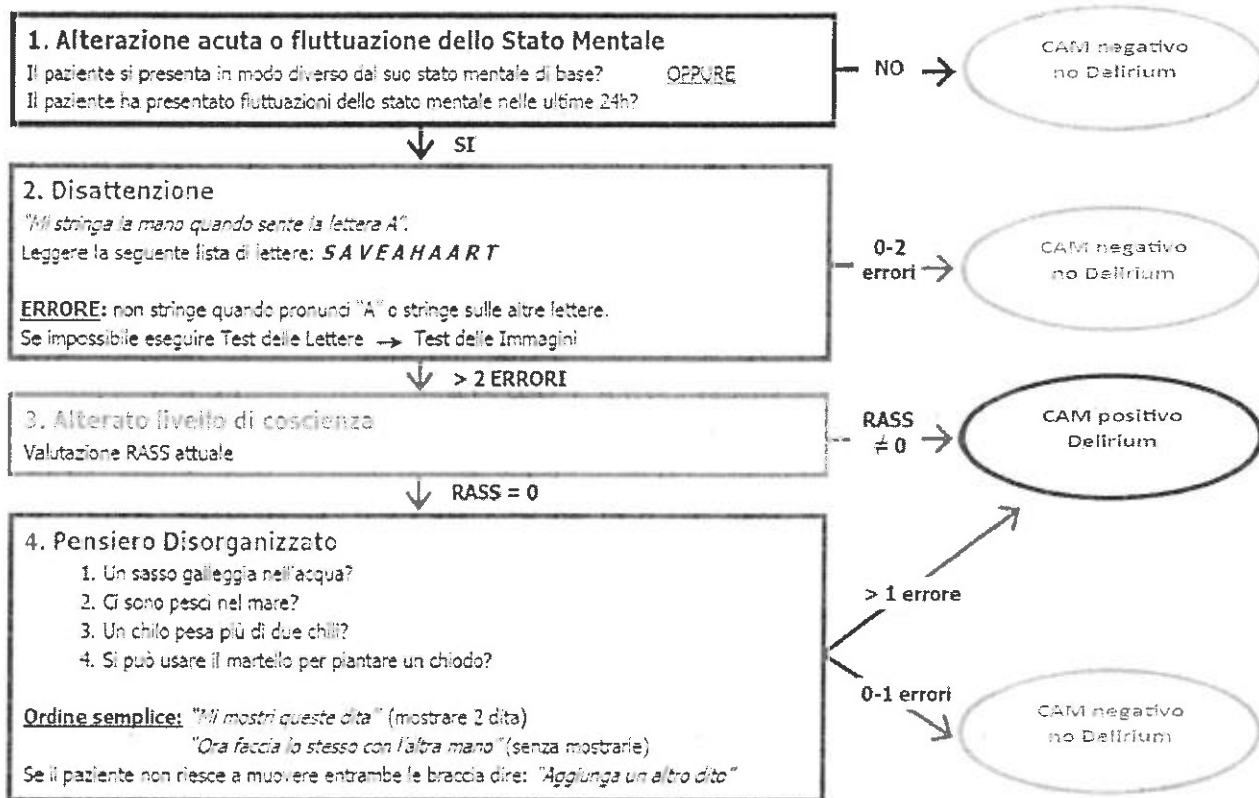 1. Alterazione acuta o fluttuazione dello Stato Mentale
Il paziente si presenta in modo diverso dal suo stato mentale di base? OPPURE
Il paziente ha presentato fluttuazioni dello stato mentale nelle ultime 24h?
NO
CAM negativo
no Delirium
SI
2. Disattenzione
"Mi stringa la mano quando sente la lettera A".
Leggere la seguente lista di lettere: S A V E A H A A R T
ERRORE: non stringe quando pronunci "A" o stringe sulle altre lettere.
Se impossibile eseguire Test delle Lettere → Test delle Immagini
0-2
errori
CAM negativo
no Delirium
> 2 ERRORI
3. Alterato livello di coscienza
Valutazione RASS attuale
RASS
≠ 0
CAM positivo
Delirium
RASS = 0
4. Pensiero Disorganizzato
1. Un sasso galleggia nell'acqua?
2. Ci sono pesci nel mare?
3. Un chilo pesa più di due chili?
4. Si può usare il martello per piantare un chiodo?
Ordine semplice: "Mi mostri queste dita" (mostrare 2 dita)
"Ora faccia lo stesso con l'altra mano" (senza mostrarle)
Se il paziente non riesce a muovere entrambe le braccia dire: "Aggiunga un altro dito"
> 1 errore
0-1 errori
CAM negativo
no Delirium